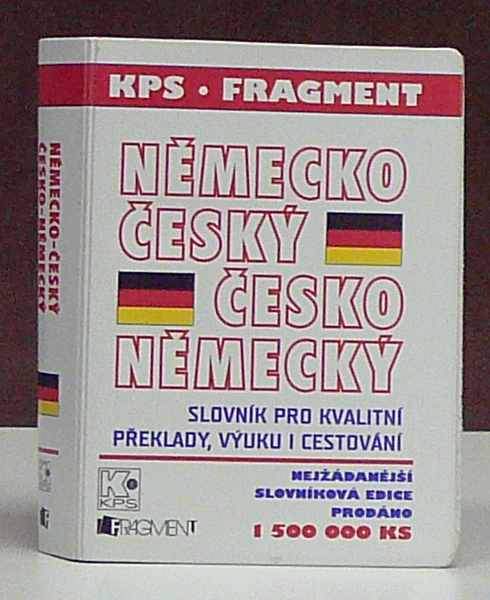 KPS • FRAGMENT
NĚMECKO
ČESKÝ
ČESKO
NĚMECKÝ
SLOVNÍK PRO KVALITNÍ
PŘEKLADY, VÝUKU I CESTOVÁNÍ
NEJŽÁDANĚJŠÍ
SLOVNÍKOVÁ EDICE
PRODÁNO
1 500 000 KS
K
KPS
FRAGMENT
NĚMECKO-ČESKÝ
ČESKO-NĚMECKÝ